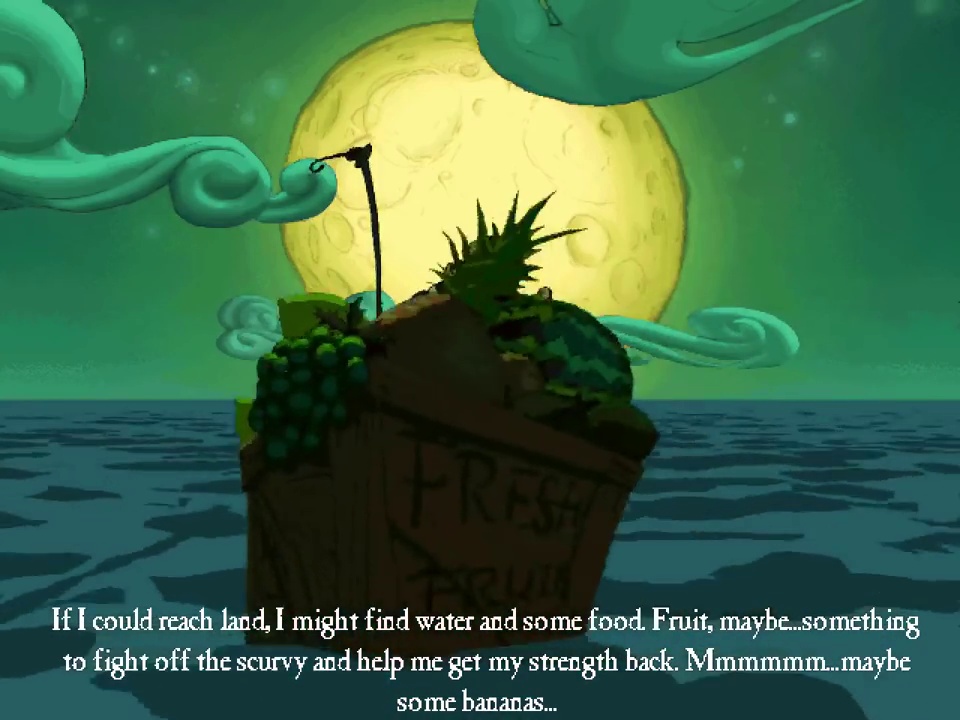 FRESH
FRUIT
If I could reach land, I might find water and some food. Fruit, maybe...something
to fight off the scurvy and help me get my strength back. Mmmmmm...maybe
some bananas...